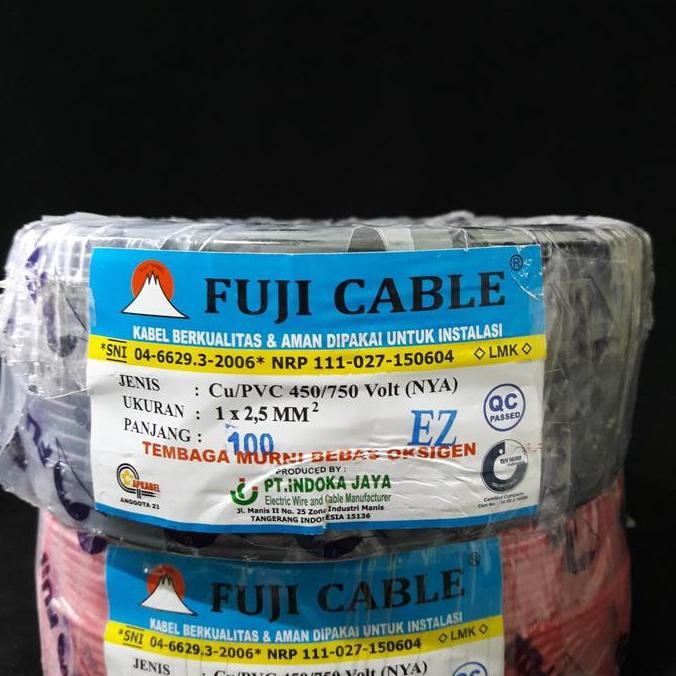 FUJI CABLE ®
KABEL BERKUALITAS & AMAN DIPAKAI UNTUK INSTALASI
*SNI 04-6629.3-2006* NRP 111-027-150604 ◇ LMK ◇
JENIS : Cu/PVC 450/750 Volt (NYA)
UKURAN : 1 x 2,5 MM²
PANJANG : 100
EZ
QC
PASSED
TEMBAGA MURNI BEBAS OKSIGEN
PRODUCED BY :
PT.INDOKA JAYA
Electric Wire and Cable Manufacturer
Jl. Manis II No. 25 Zona Industri Manis
TANGERANG INDONESIA 15136
APKABEL
ANGGOTA 23
Certified Company
FUJI CABLE ®
KABEL BERKUALITAS & AMAN DIPAKAI UNTUK INSTALASI
*SNI 04-6629.3-2006* NRP 111-027-150604 ◇ LMK ◇
JENIS : Cu/PVC 450/750 Volt (NYA)
QC